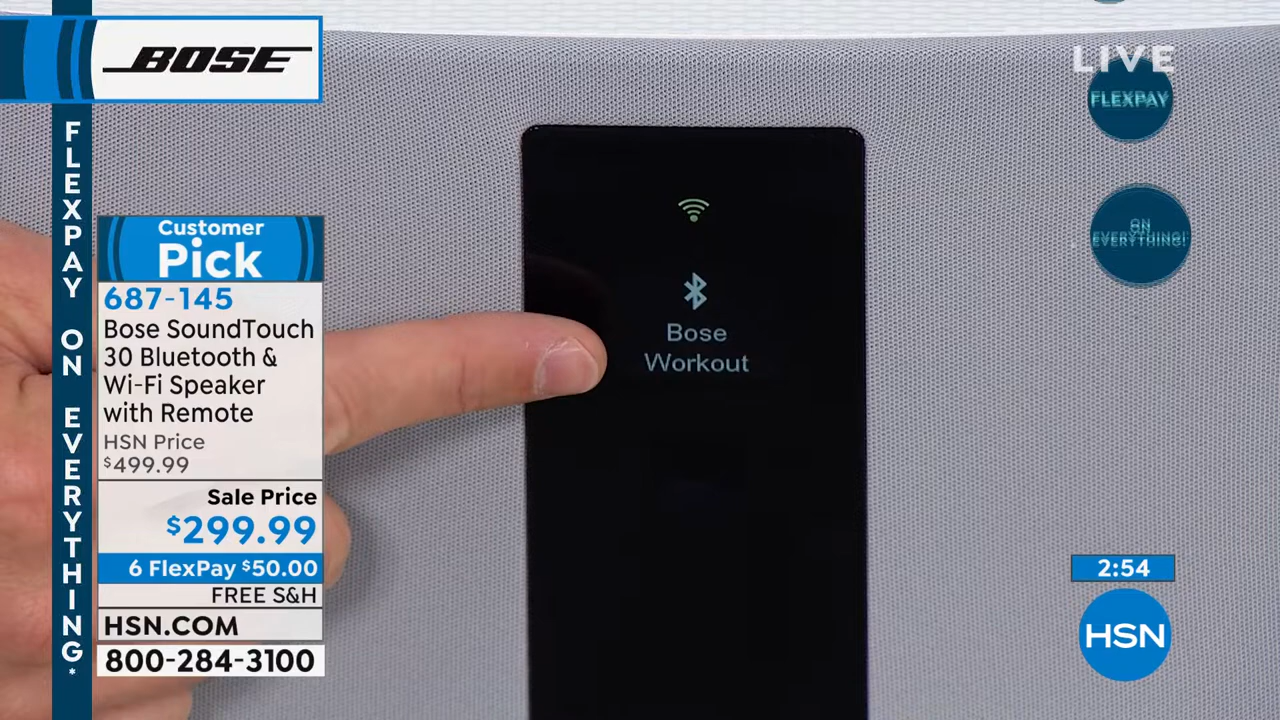 BOSE
FLEXPAY ON EVERYTHING*
Customer
Pick
687-145
Bose SoundTouch
30 Bluetooth &
Wi-Fi Speaker
with Remote
HSN Price
$499.99
Sale Price
$299.99
6 FlexPay $50.00
FREE S&H
HSN.COM
800-284-3100
Bose
Workout
LIVE
FLEXPAY
ON
EVERYTHING!
2:54
HSN